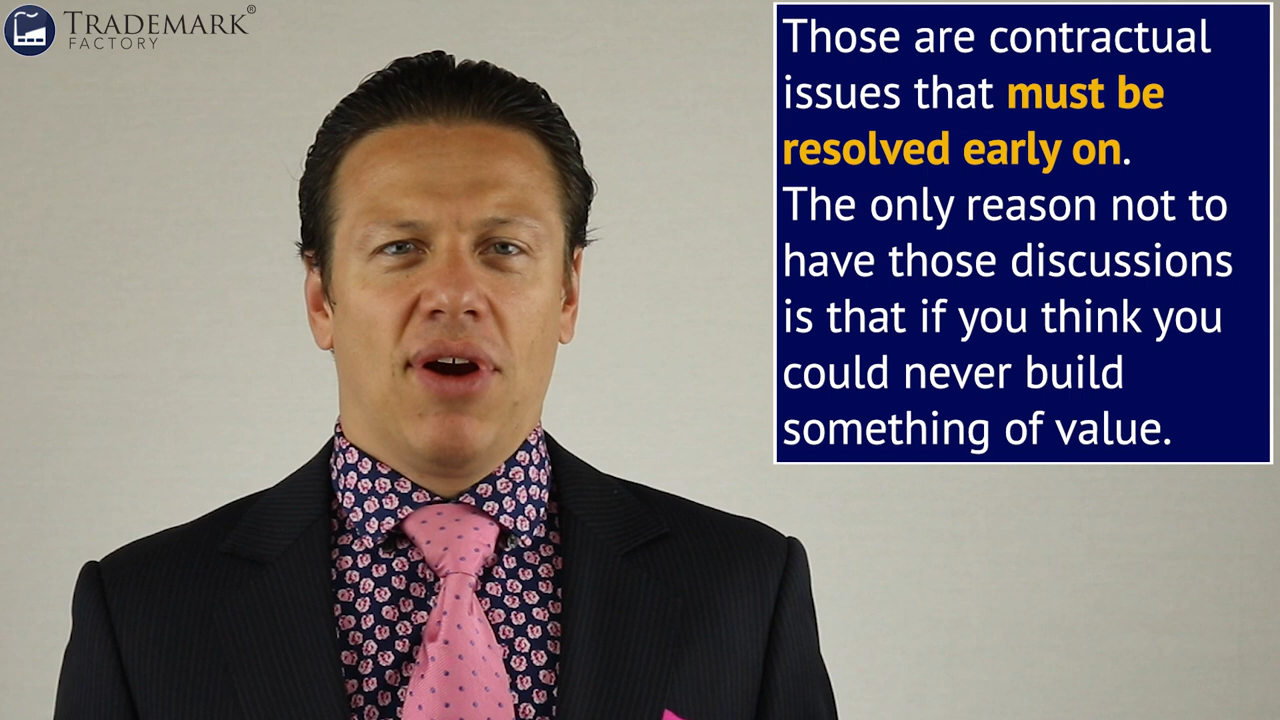 TRADEMARK®
FACTORY
Those are contractual
issues that must be
resolved early on.
The only reason not to
have those discussions
is that if you think you
could never build
something of value.